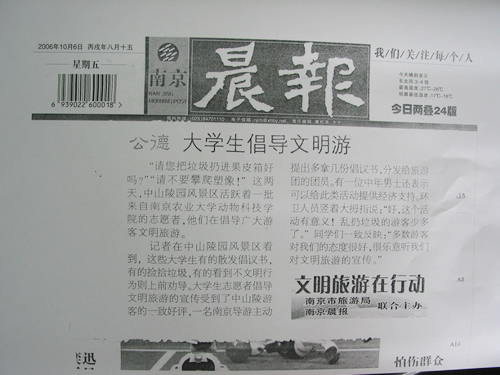 2006年10月6日 丙戌年八月十五
星期五
6 939022 600018
南京
NAN JING
MORNING POST
晨報
我/们/关/注/每/个/人
今日两叠24版
公德 大学生倡导文明游
“请您把垃圾扔进果皮箱好
吗？”“请不要攀爬塑像！”这两
天，中山陵园风景区活跃着一批
来自南京农业大学动物科技学
院的志愿者，他们在倡导广大游
客文明旅游。
记者在中山陵园风景区看
到，这些大学生有的散发倡议书，
有的捡拾垃圾，有的看到不文明行
为则上前劝导。大学生志愿者倡导
文明旅游的宣传受到了中山陵游
客的一致好评，一名南京导游主动
提出多拿几份倡议书，分发给旅游
团的团员。有一位中年男士还表示
可以给此类活动提供经济支持，环
卫人员竖着大拇指说：“好，这个活
动有意义！乱扔垃圾的游客少多
了。”同学们一致反映：“多数游客
对我们的态度很好，很乐意听我们
对文明旅游的宣传。”
文明旅游在行动
南京市旅游局
南京晨报
联合主办
A10
怕伤群众